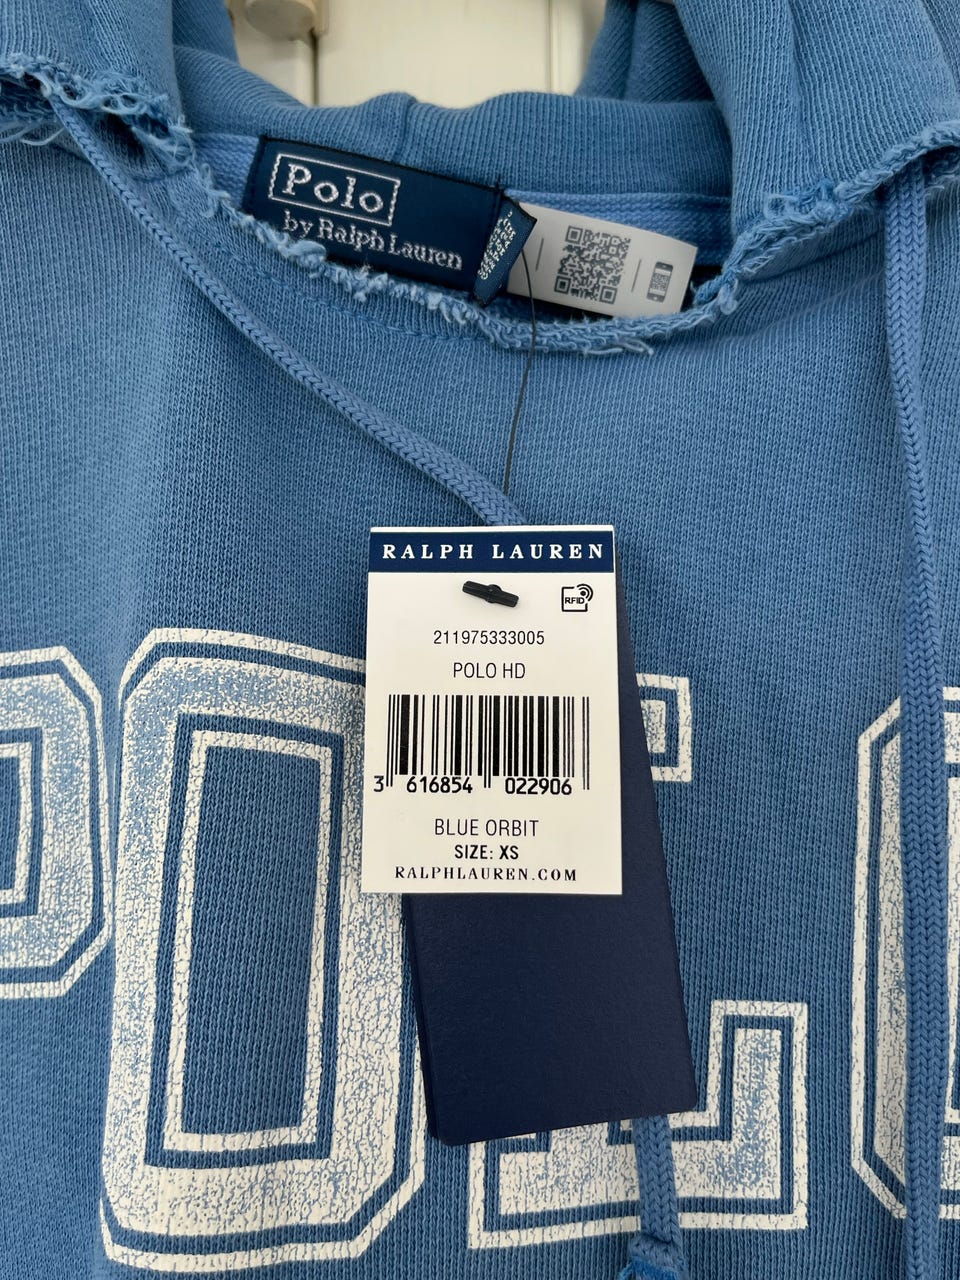 Polo
by Ralph Lauren
RALPH LAUREN
RFID
211975333005
POLO HD
3 616854 022906
BLUE ORBIT
SIZE: XS
RALPHLAUREN.COM
POLO